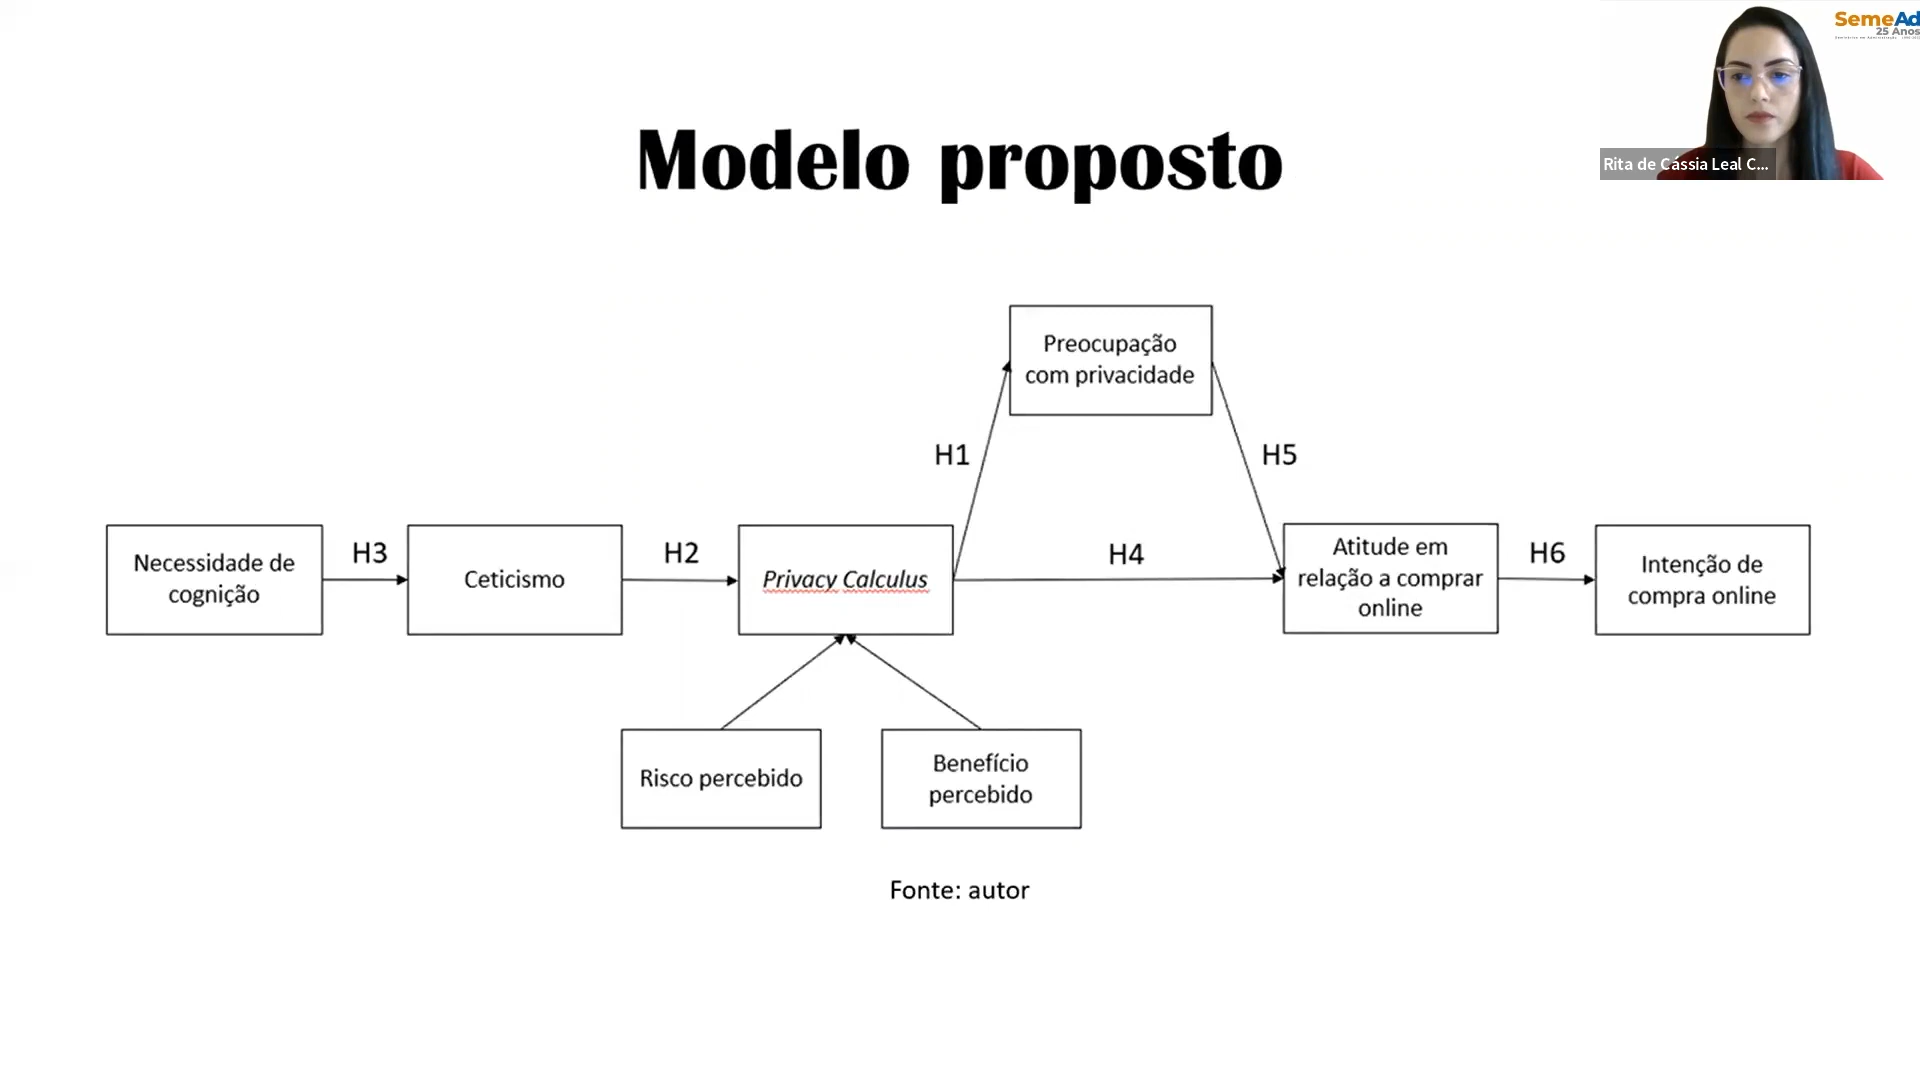 SemeAd
25 Anos
Rita de Cássia Leal C...
Modelo proposto
Preocupação
com privacidade
H1
H5
Necessidade de
cognição
H3
Ceticismo
H2
Privacy Calculus
H4
Atitude em
relação a comprar
online
H6
Intenção de
compra online
Risco percebido
Benefício
percebido
Fonte: autor